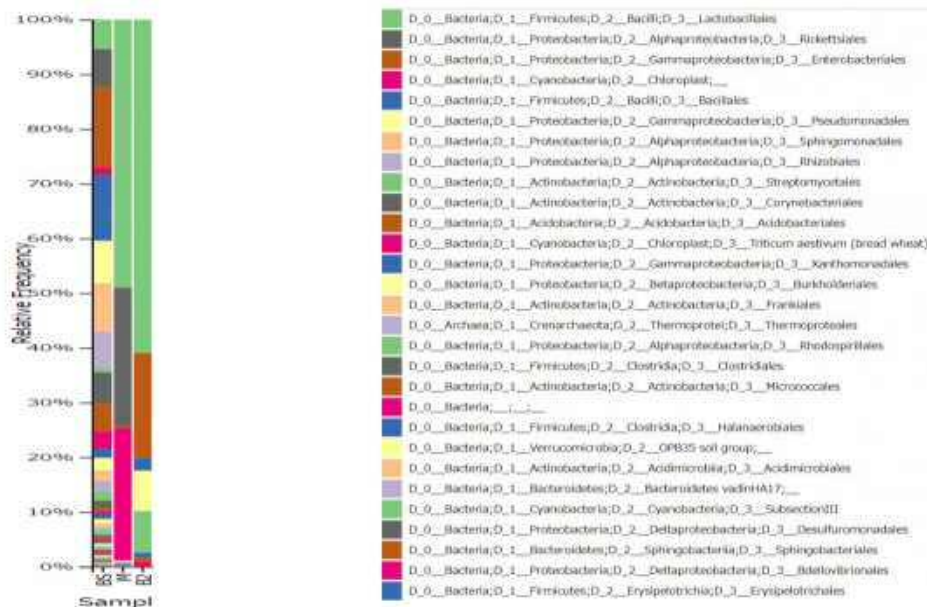 100%
90%
80%
70%
60%
50%
40%
30%
20%
10%
0%
Relative Frequency
BS
M
Sampl
D_0__Bacteria;D_1__Firmicutes;D_2__Bacilli;D_3__Lactobacillales
D_0__Bacteria;D_1__Proteobacteria;D_2__Alphaproteobacteria;D_3__Rickettsiales
D_0__Bacteria;D_1__Proteobacteria;D_2__Gammaproteobacteria;D_3__Enterobacteriales
D_0__Bacteria;D_1__Cyanobacteria;D_2__Chloroplast;__
D_0__Bacteria;D_1__Firmicutes;D_2__Bacilli;D_3__Bacillales
D_0__Bacteria;D_1__Proteobacteria;D_2__Gammaproteobacteria;D_3__Pseudomonadales
D_0__Bacteria;D_1__Proteobacteria;D_2__Alphaproteobacteria;D_3__Sphingomonadales
D_0__Bacteria;D_1__Proteobacteria;D_2__Alphaproteobacteria;D_3__Rhizobiales
D_0__Bacteria;D_1__Actinobacteria;D_2__Actinobacteria;D_3__Streptomycetales
D_0__Bacteria;D_1__Actinobacteria;D_2__Actinobacteria;D_3__Corynebacteriales
D_0__Bacteria;D_1__Acidobacteria;D_2__Acidobacteria;D_3__Acidobacteriales
D_0__Bacteria;D_1__Cyanobacteria;D_2__Chloroplast;D_3__Triticum aestivum (bread wheat)
D_0__Bacteria;D_1__Proteobacteria;D_2__Gammaproteobacteria;D_3__Xanthomonadales
D_0__Bacteria;D_1__Proteobacteria;D_2__Betaproteobacteria;D_3__Burkholderiales
D_0__Bacteria;D_1__Actinobacteria;D_2__Actinobacteria;D_3__Frankiales
D_0__Archaea;D_1__Crenarchaeota;D_2__Thermoprotei;D_3__Thermoproteales
D_0__Bacteria;D_1__Proteobacteria;D_2__Alphaproteobacteria;D_3__Rhodospirillales
D_0__Bacteria;D_1__Firmicutes;D_2__Clostridia;D_3__Clostridiales
D_0__Bacteria;D_1__Actinobacteria;D_2__Actinobacteria;D_3__Micrococcales
D_0__Bacteria;__;__;__
D_0__Bacteria;D_1__Firmicutes;D_2__Clostridia;D_3__Halanaerobiales
D_0__Bacteria;D_1__Verrucomicrobia;D_2__OPB35 soil group;__
D_0__Bacteria;D_1__Actinobacteria;D_2__Acidimicrobiia;D_3__Acidimicrobiales
D_0__Bacteria;D_1__Bacteroidetes;D_2__Bacteroidetes vadinHA17;__
D_0__Bacteria;D_1__Cyanobacteria;D_2__Cyanobacteria;D_3__SubsectionIII
D_0__Bacteria;D_1__Proteobacteria;D_2__Deltaproteobacteria;D_3__Desulfuromonadales
D_0__Bacteria;D_1__Bacteroidetes;D_2__Sphingobacteriia;D_3__Sphingobacteriales
D_0__Bacteria;D_1__Proteobacteria;D_2__Deltaproteobacteria;D_3__Bdellovibrionales
D_0__Bacteria;D_1__Firmicutes;D_2__Erysipelotrichia;D_3__Erysipelotrichales